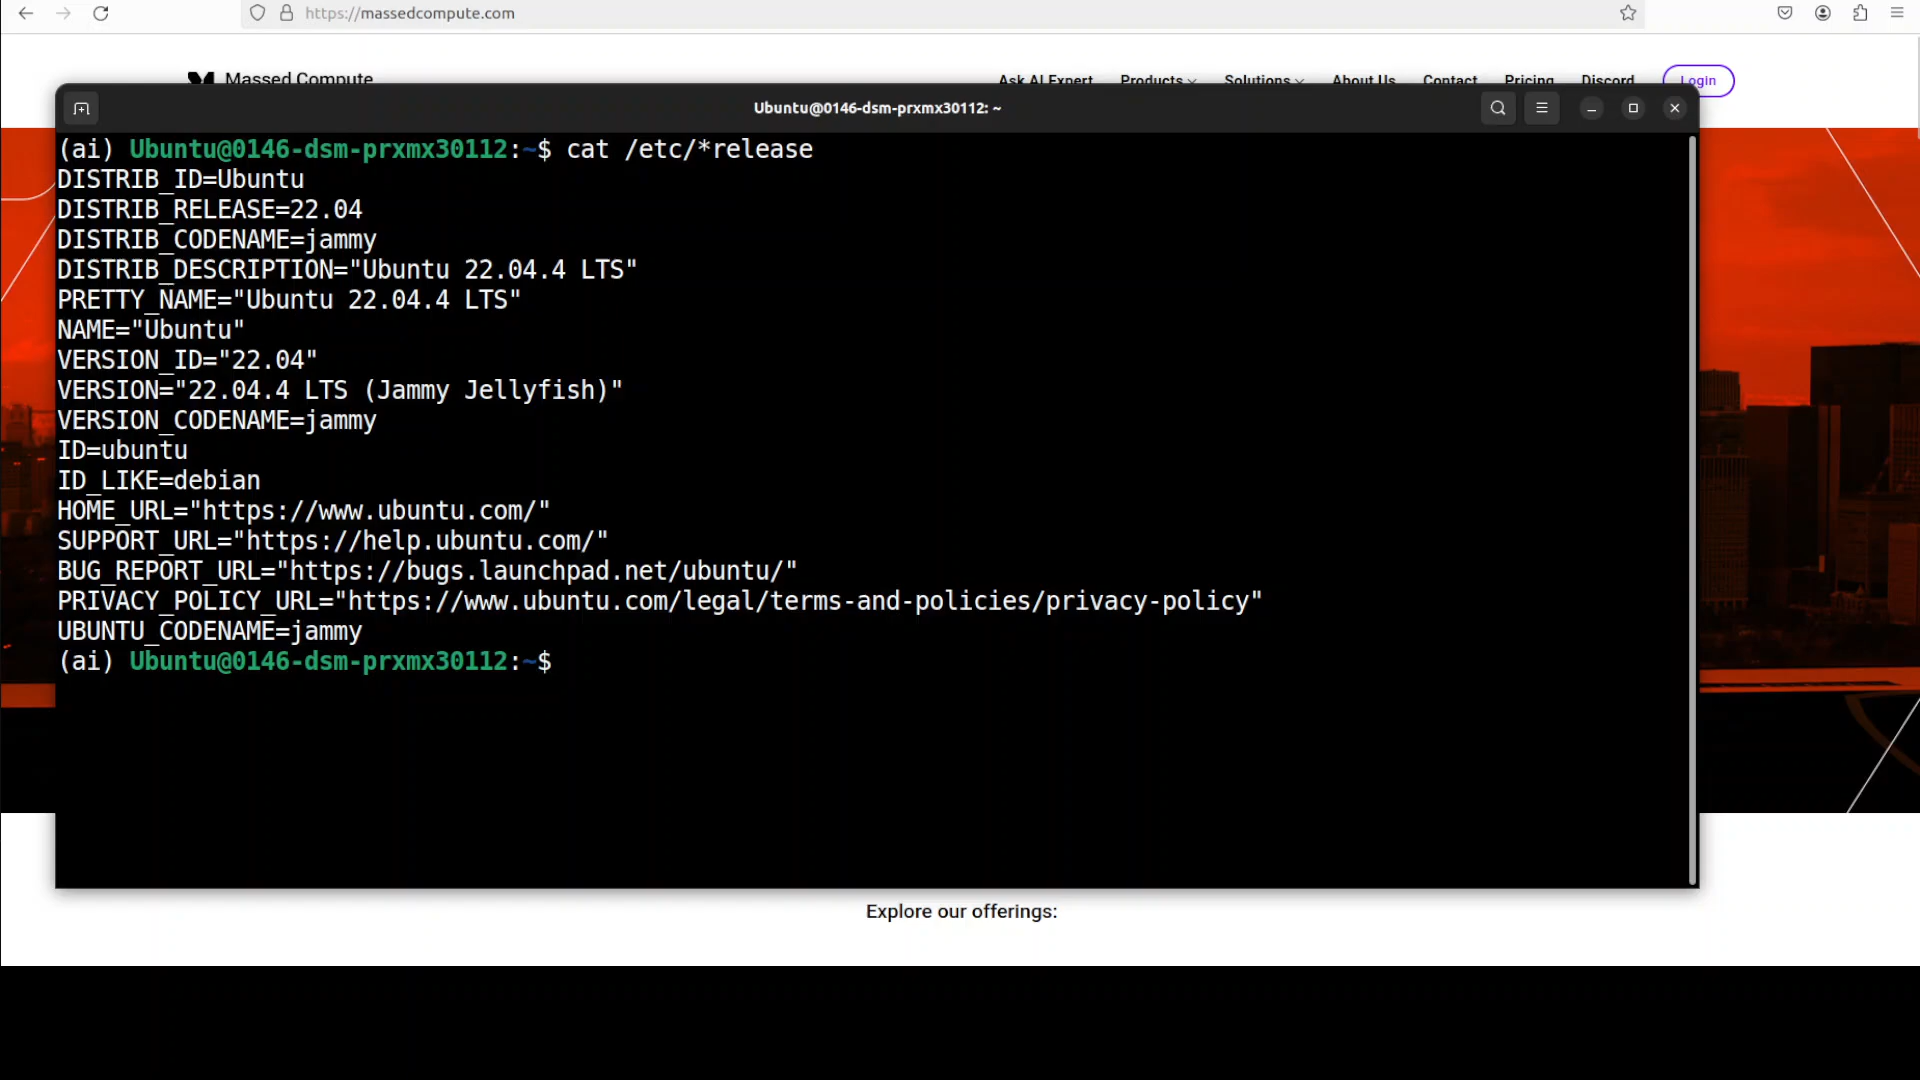 https://massedcompute.com
Massed Compute
Ask AI Expert Products Solutions About Us Contact Pricing Discord Login
Ubuntu@0146-dsm-prxmx30112: ~
(ai) Ubuntu@0146-dsm-prxmx30112:~$ cat /etc/*release
DISTRIB_ID=Ubuntu
DISTRIB_RELEASE=22.04
DISTRIB_CODENAME=jammy
DISTRIB_DESCRIPTION="Ubuntu 22.04.4 LTS"
PRETTY_NAME="Ubuntu 22.04.4 LTS"
NAME="Ubuntu"
VERSION_ID="22.04"
VERSION="22.04.4 LTS (Jammy Jellyfish)"
VERSION_CODENAME=jammy
ID=ubuntu
ID_LIKE=debian
HOME_URL="https://www.ubuntu.com/"
SUPPORT_URL="https://help.ubuntu.com/"
BUG_REPORT_URL="https://bugs.launchpad.net/ubuntu/"
PRIVACY_POLICY_URL="https://www.ubuntu.com/legal/terms-and-policies/privacy-policy"
UBUNTU_CODENAME=jammy
(ai) Ubuntu@0146-dsm-prxmx30112:~$
Explore our offerings: